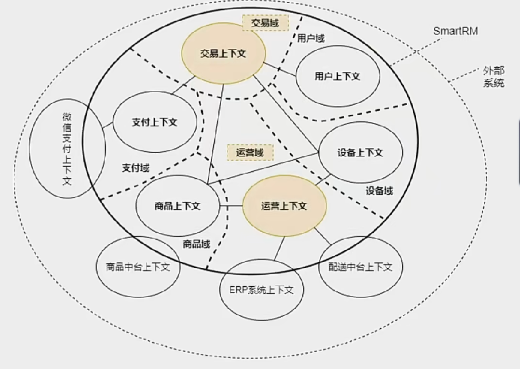 交易域
用户域
SmartRM
交易上下文
用户上下文
外部
系统
微信支付上下文
支付上下文
运营域
设备上下文
支付域
设备域
商品上下文
运营上下文
商品域
商品中台上下文
配送中台上下文
ERP系统上下文